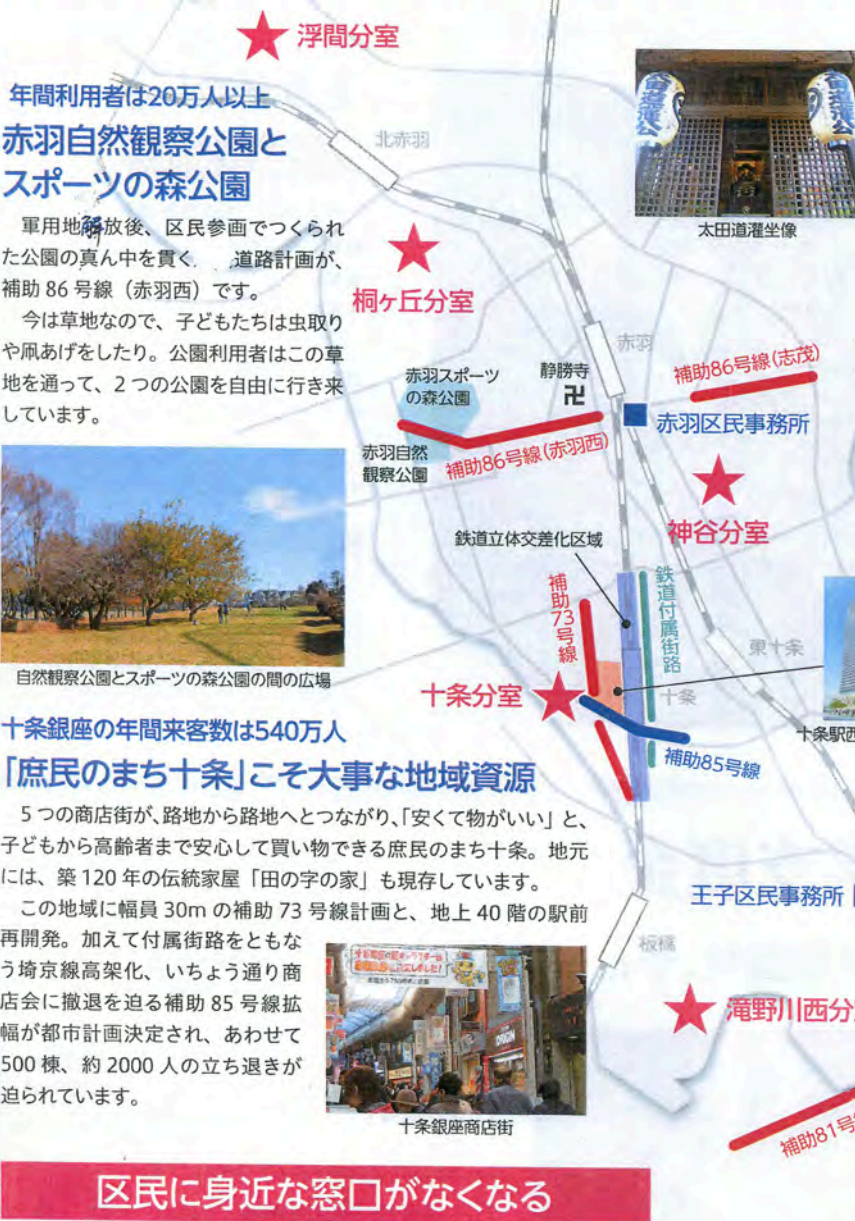 浮間分室
年間利用者は20万人以上
赤羽自然観察公園と
スポーツの森公園
軍用地解放後、区民参画でつくられ
た公園の真ん中を貫く、 道路計画が、
補助86号線(赤羽西)です。
今は草地なので、子どもたちは虫取り
や凧あげをしたり。公園利用者はこの草
地を通って、2つの公園を自由に行き来
しています。
自然観察公園とスポーツの森公園の間の広場
北赤羽
桐ヶ丘分室
太田道灌公
太田道灌公
太田道灌坐像
赤羽
赤羽スポーツ
の森公園
静勝寺
卍
補助86号線(志茂)
赤羽区民事務所
赤羽自然
観察公園
補助86号線(赤羽西)
神谷分室
鉄道立体交差化区域
補助73号線
鉄道付属街路
東十条
十条分室
十条
十条駅西
補助85号線
十条銀座の年間来客数は540万人
「庶民のまち十条」こそ大事な地域資源
5つの商店街が、路地から路地へとつながり、「安くて物がいい」と、
子どもから高齢者まで安心して買い物できる庶民のまち十条。地元
には、築120年の伝統家屋「田の字の家」も現存しています。
この地域に幅員30mの補助73号線計画と、地上40階の駅前
再開発。加えて付属街路をともな
う埼京線高架化、いちょう通り商
店会に撤退を迫る補助85号線拡
幅が都市計画決定され、あわせて
500棟、約2000人の立ち退きが
迫られています。
ORIGIN
十条銀座商店街
王子区民事務所
板橋
滝野川西分
補助81号
区民に身近な窓口がなくなる